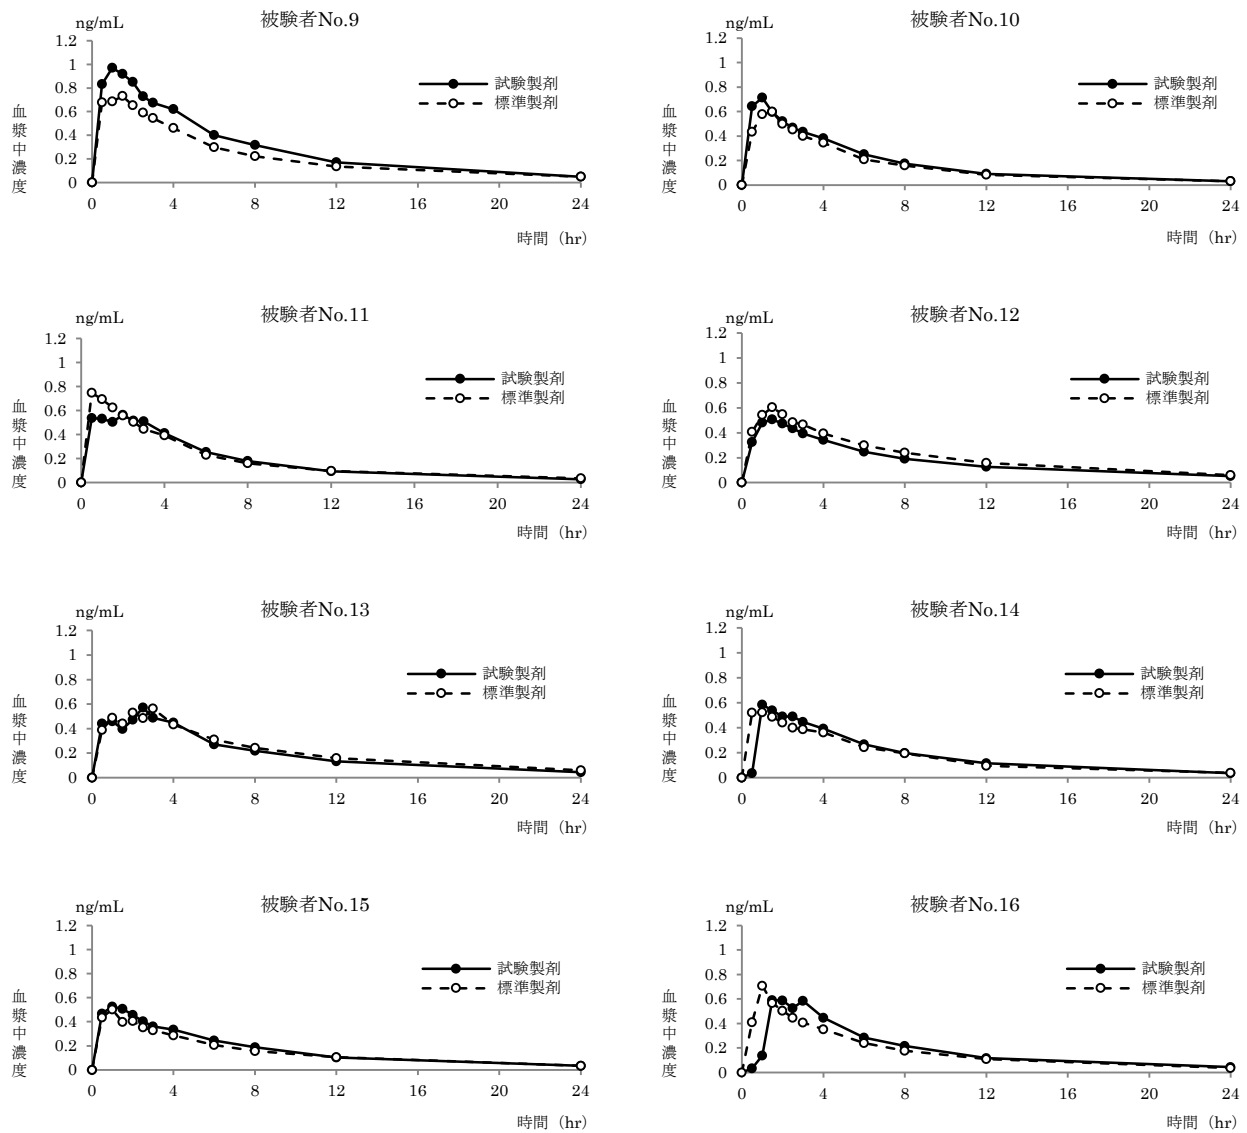 被験者No.9
ng/mL
1.2
1
0.8
0.6
0.4
0.2
0
血漿中濃度
試験製剤
標準製剤
0 4 8 12 16 20 24
時間 (hr)
被験者No.10
ng/mL
1.2
1
0.8
0.6
0.4
0.2
0
血漿中濃度
試験製剤
標準製剤
0 4 8 12 16 20 24
時間 (hr)
被験者No.11
ng/mL
1.2
1
0.8
0.6
0.4
0.2
0
血漿中濃度
試験製剤
標準製剤
0 4 8 12 16 20 24
時間 (hr)
被験者No.12
ng/mL
1.2
1
0.8
0.6
0.4
0.2
0
血漿中濃度
試験製剤
標準製剤
0 4 8 12 16 20 24
時間 (hr)
被験者No.13
ng/mL
1.2
1
0.8
0.6
0.4
0.2
0
血漿中濃度
試験製剤
標準製剤
0 4 8 12 16 20 24
時間 (hr)
被験者No.14
ng/mL
1.2
1
0.8
0.6
0.4
0.2
0
血漿中濃度
試験製剤
標準製剤
0 4 8 12 16 20 24
時間 (hr)
被験者No.15
ng/mL
1.2
1
0.8
0.6
0.4
0.2
0
血漿中濃度
試験製剤
標準製剤
0 4 8 12 16 20 24
時間 (hr)
被験者No.16
ng/mL
1.2
1
0.8
0.6
0.4
0.2
0
血漿中濃度
試験製剤
標準製剤
0 4 8 12 16 20 24
時間 (hr)